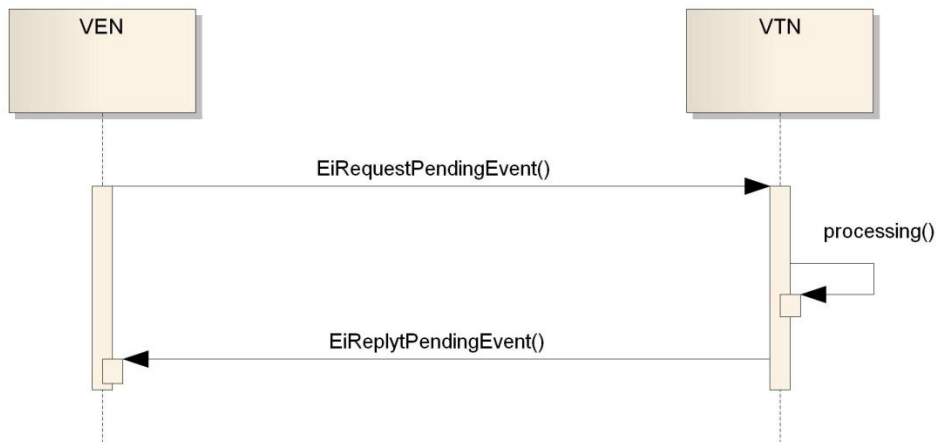 VEN
VTN
EiRequestPendingEvent()
processing()
EiReplytPendingEvent()